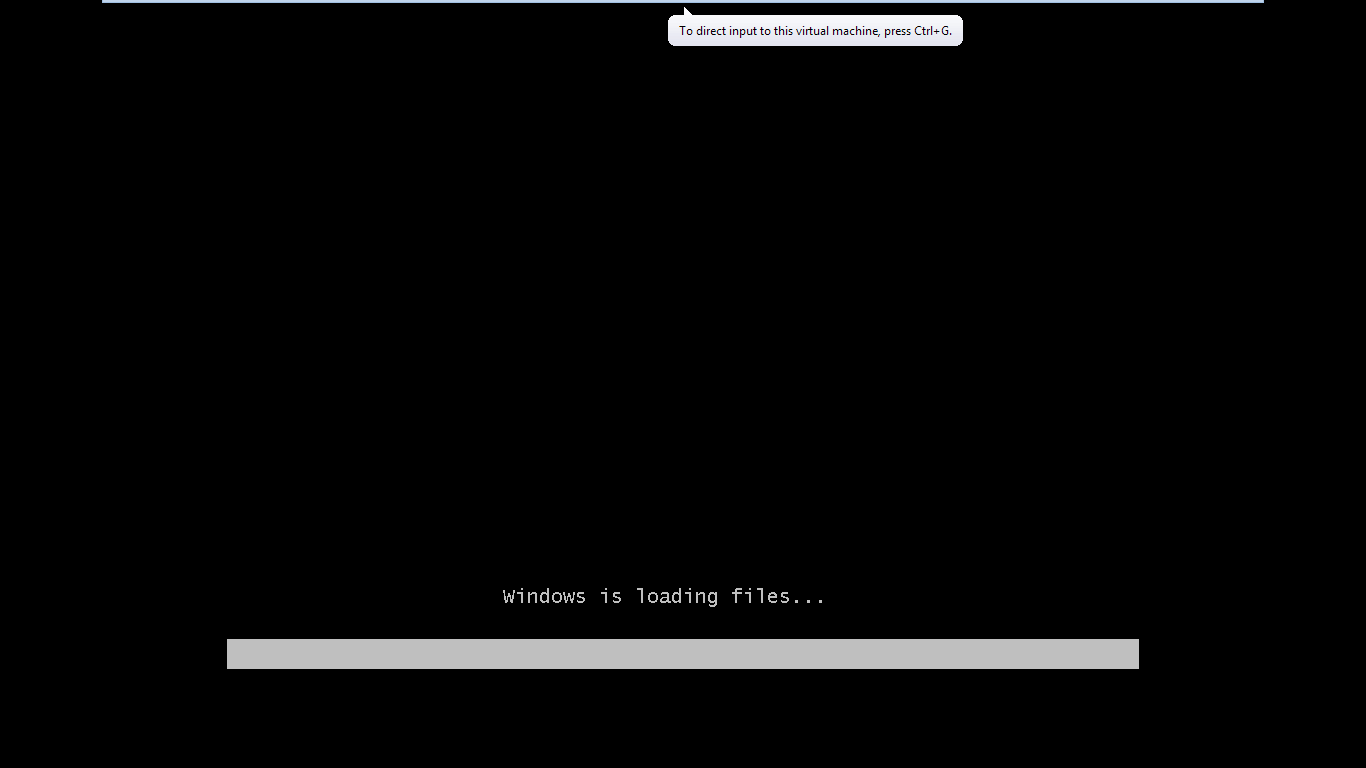 To direct input to this virtual machine, press Ctrl+G.
Windows is loading files...